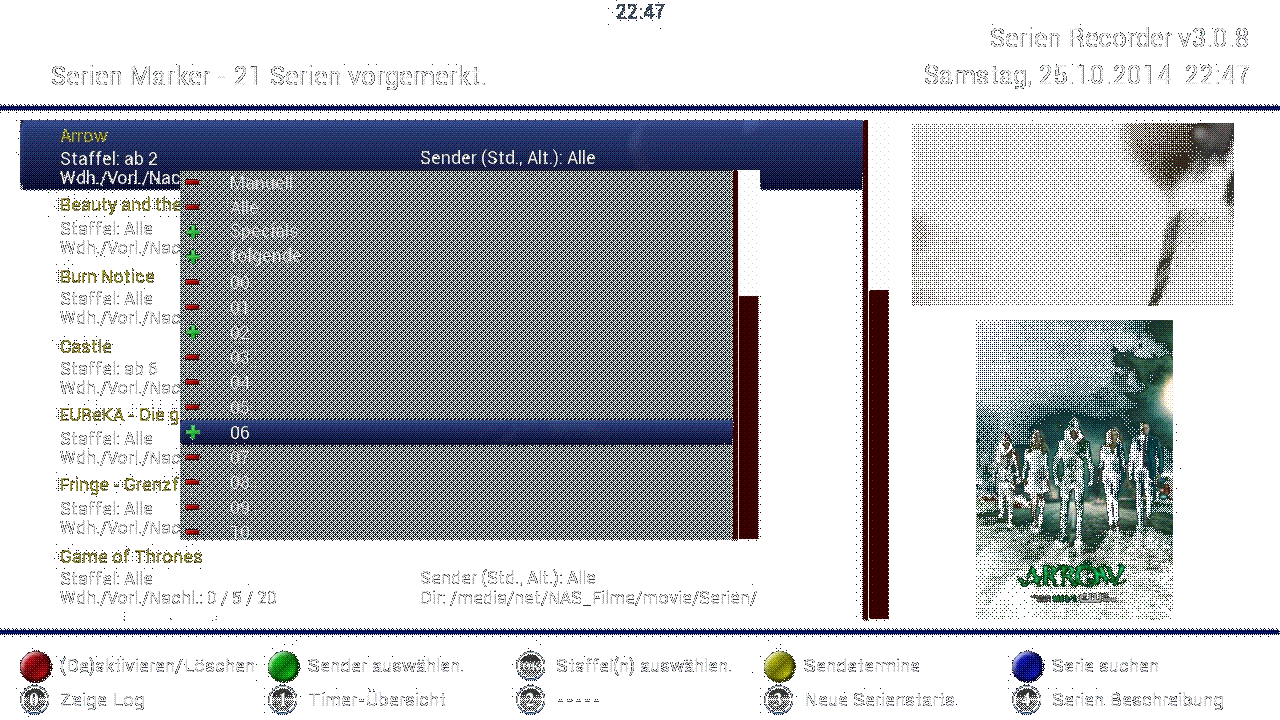 22:47
Serien Recorder v3.0.8
Serien Marker - 21 Serien vorgemerkt.
Samstag, 25.10.2014 22:47
Arrow
Staffel: ab 2
Sender (Std., Alt.): Alle
Wdh./Vorl./Nac
Manuell
Beauty and the
Alle
Staffel: Alle
Specials
Wdh./Vorl./Nac
folgende
Burn Notice
00
Staffel: Alle
01
Wdh./Vorl./Nac
02
Castle
03
Staffel: ab 6
04
Wdh./Vorl./Nac
05
EUReKA - Die g
Staffel: Alle
06
Wdh./Vorl./Nac
07
Fringe - Grenzf
08
Staffel: Alle
09
Wdh./Vorl./Nac
10
Game of Thrones
Staffel: Alle
Sender (Std., Alt.): Alle
Wdh./Vorl./Nachl.: 0 / 5 / 20
Dir: /media/net/NAS_Filme/movie/Serien/
ARROW
(De)aktivieren/Löschen
Sender auswählen.
Staffel(n) auswählen.
Sendetermine
Serie suchen
0 Zeige Log
1 Timer-Übersicht
2 -----
3 Neue Serienstarts
4 Serien Beschreibung